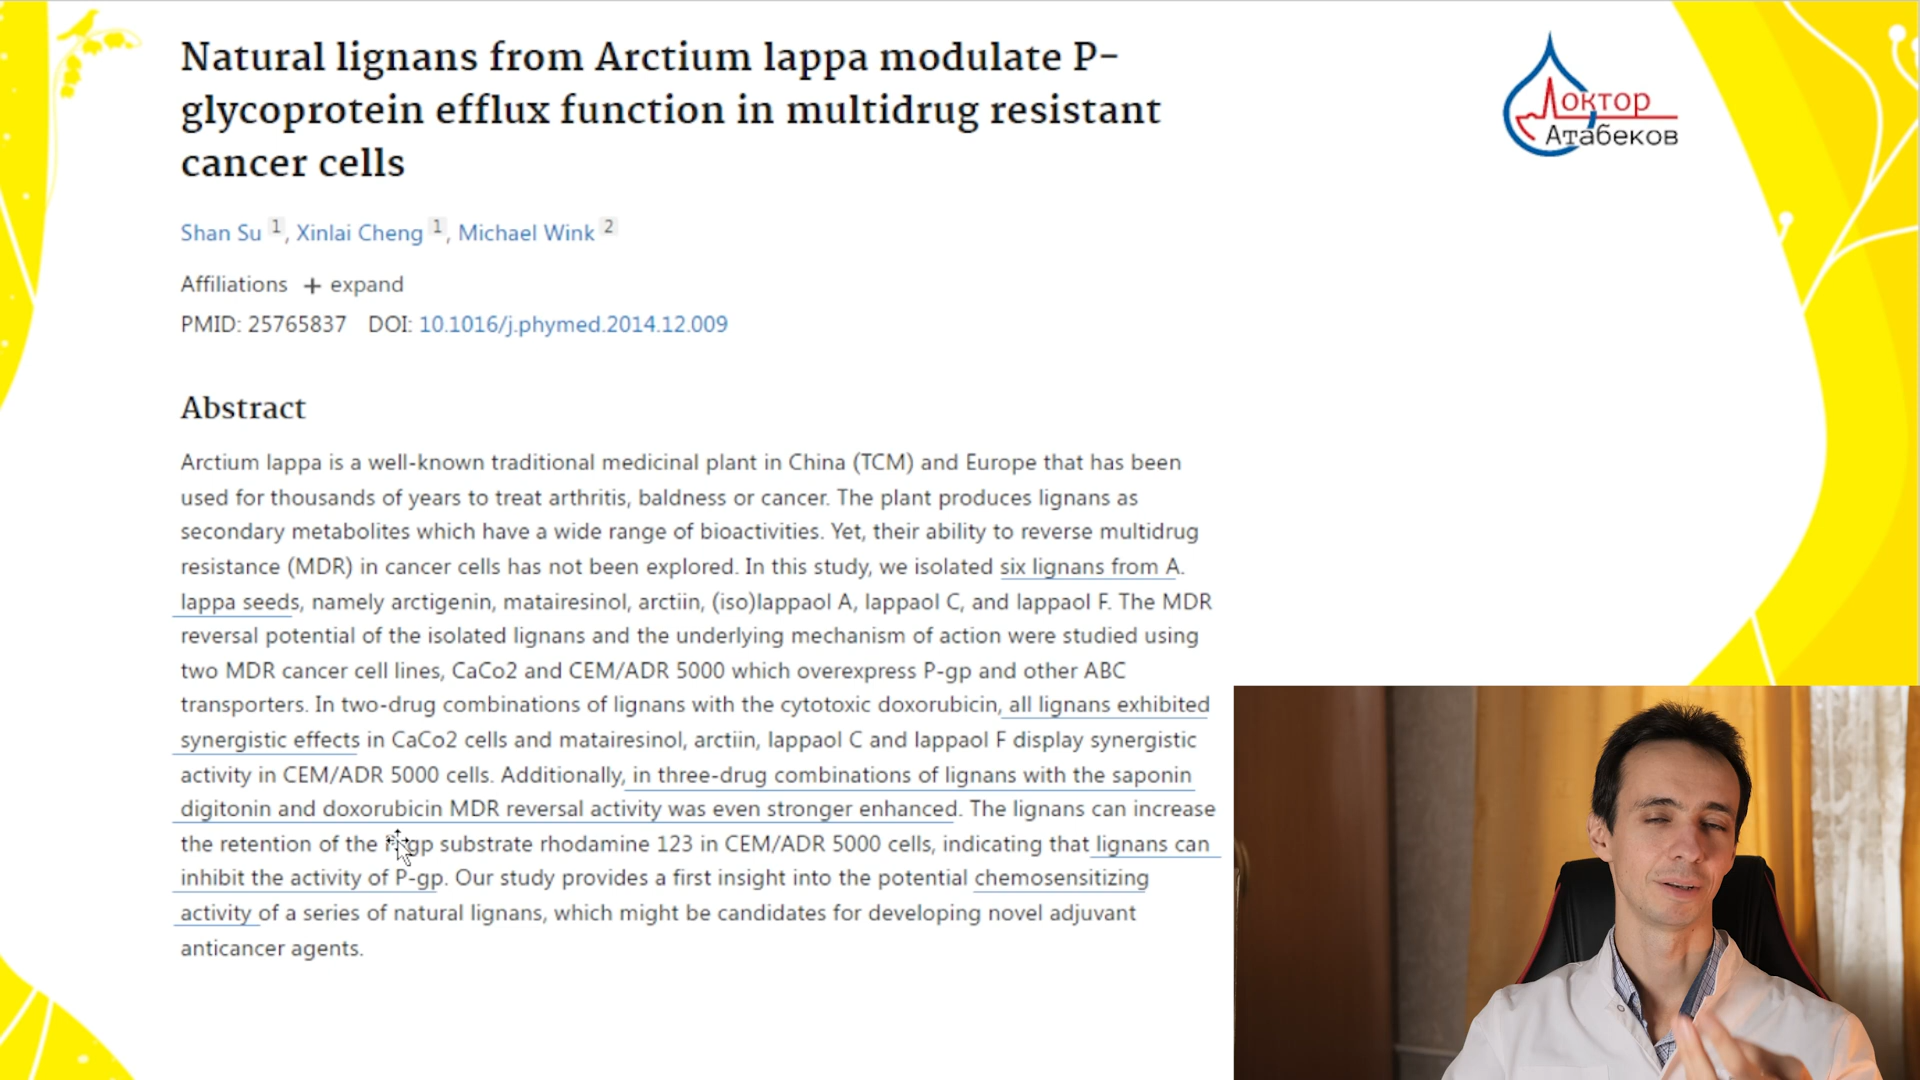 Natural lignans from Arctium lappa modulate P-
glycoprotein efflux function in multidrug resistant
cancer cells
Доктор
Атабеков
Shan Su 1, Xinlai Cheng 1, Michael Wink 2
Affiliations + expand
PMID: 25765837 DOI: 10.1016/j.phymed.2014.12.009
Abstract
Arctium lappa is a well-known traditional medicinal plant in China (TCM) and Europe that has been
used for thousands of years to treat arthritis, baldness or cancer. The plant produces lignans as
secondary metabolites which have a wide range of bioactivities. Yet, their ability to reverse multidrug
resistance (MDR) in cancer cells has not been explored. In this study, we isolated six lignans from A.
lappa seeds, namely arctigenin, matairesinol, arctiin, (iso)lappaol A, lappaol C, and lappaol F. The MDR
reversal potential of the isolated lignans and the underlying mechanism of action were studied using
two MDR cancer cell lines, CaCo2 and CEM/ADR 5000 which overexpress P-gp and other ABC
transporters. In two-drug combinations of lignans with the cytotoxic doxorubicin, all lignans exhibited
synergistic effects in CaCo2 cells and matairesinol, arctiin, lappaol C and lappaol F display synergistic
activity in CEM/ADR 5000 cells. Additionally, in three-drug combinations of lignans with the saponin
digitonin and doxorubicin MDR reversal activity was even stronger enhanced. The lignans can increase
the retention of the P-gp substrate rhodamine 123 in CEM/ADR 5000 cells, indicating that lignans can
inhibit the activity of P-gp. Our study provides a first insight into the potential chemosensitizing
activity of a series of natural lignans, which might be candidates for developing novel adjuvant
anticancer agents.